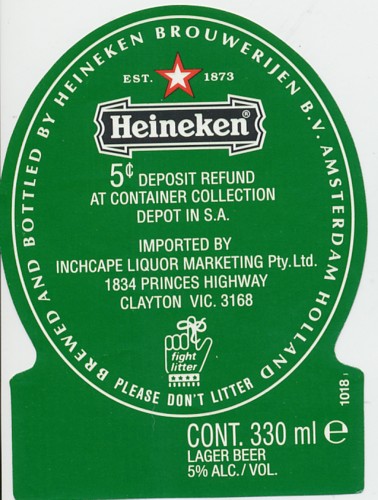 BREWED AND BOTTLED BY HEINEKEN BROUWERIJEN B.V. AMSTERDAM HOLLAND
EST. 1873
Heineken®
5¢ DEPOSIT REFUND
AT CONTAINER COLLECTION
DEPOT IN S.A.
IMPORTED BY
INCHCAPE LIQUOR MARKETING Pty. Ltd.
1834 PRINCES HIGHWAY
CLAYTON VIC. 3168
fight
litter
PLEASE DON'T LITTER
1018
CONT. 330 ml e
LAGER BEER
5% ALC./VOL.